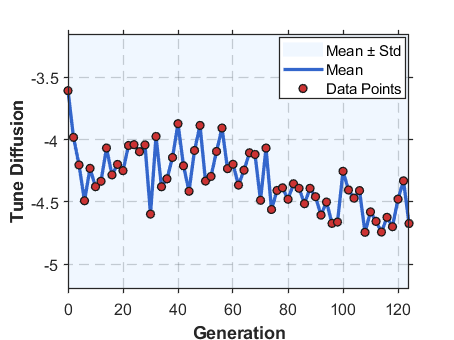 Mean ± Std
Mean
Data Points
-3.5
-4
-4.5
-5
Tune Diffusion
0
20
40
60
80
100
120
Generation